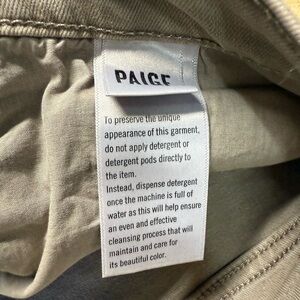 PAIGE
To preserve the unique
appearance of this garment,
do not apply detergent or
detergent pods directly to
the item.
Instead, dispense detergent
once the machine is full of
water as this will help ensure
an even and effective
cleansing process that will
maintain and care for
its beautiful color.